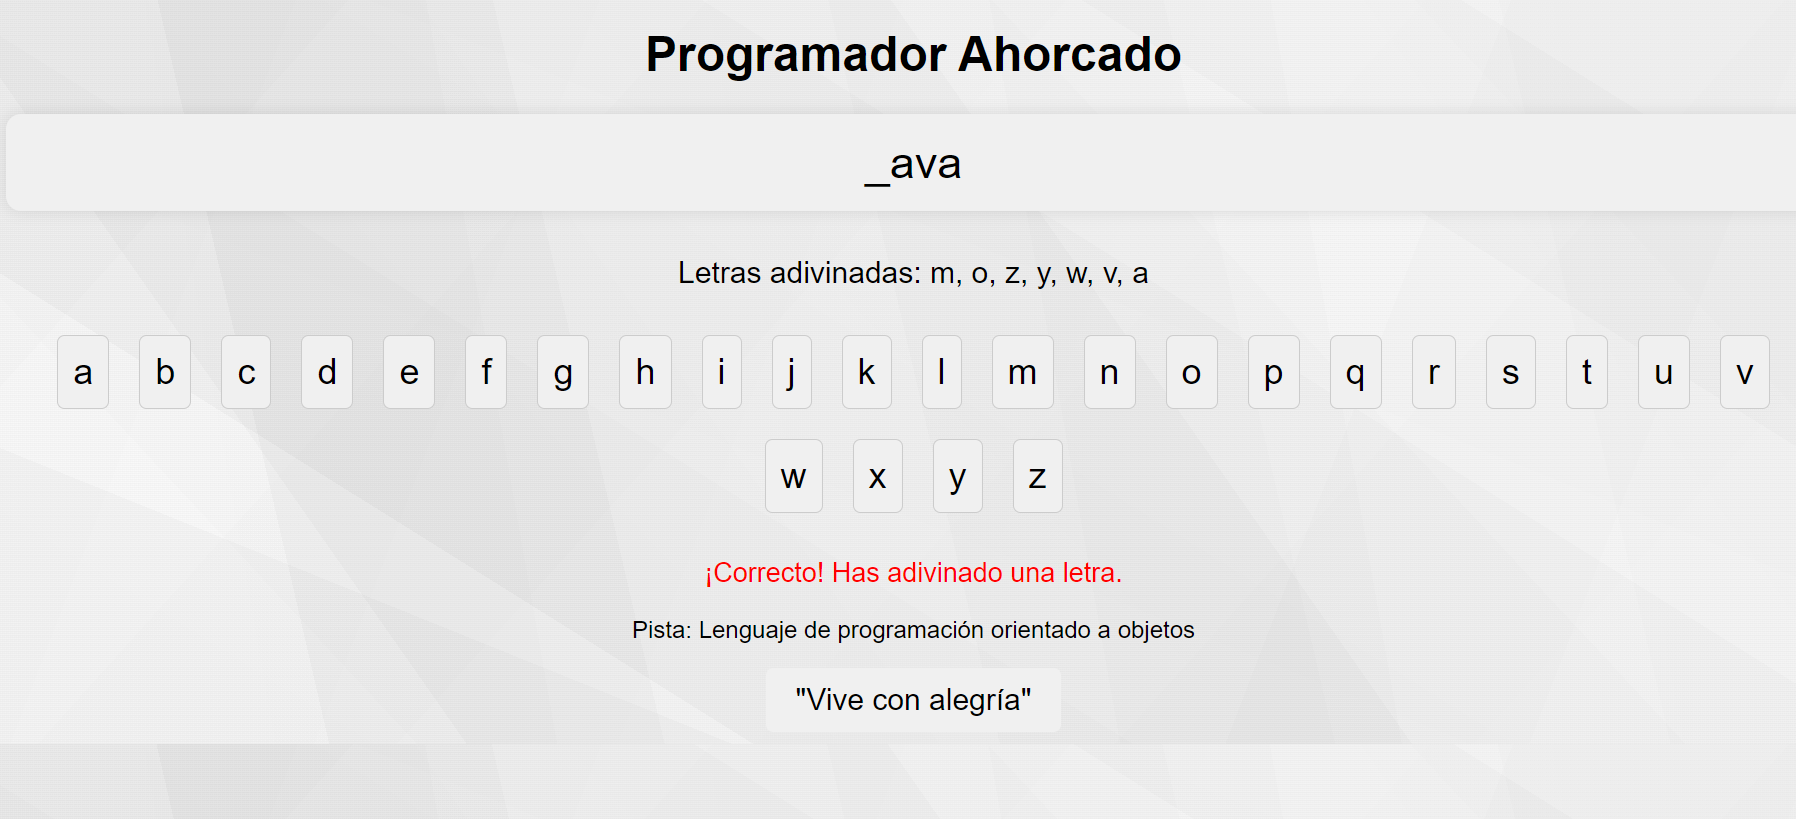 Programador Ahorcado
_ava
Letras adivinadas: m, o, z, y, w, v, a
a b c d e f g h i j k l m n o p q r s t u v
w x y z
¡Correcto! Has adivinado una letra.
Pista: Lenguaje de programación orientado a objetos
"Vive con alegría"